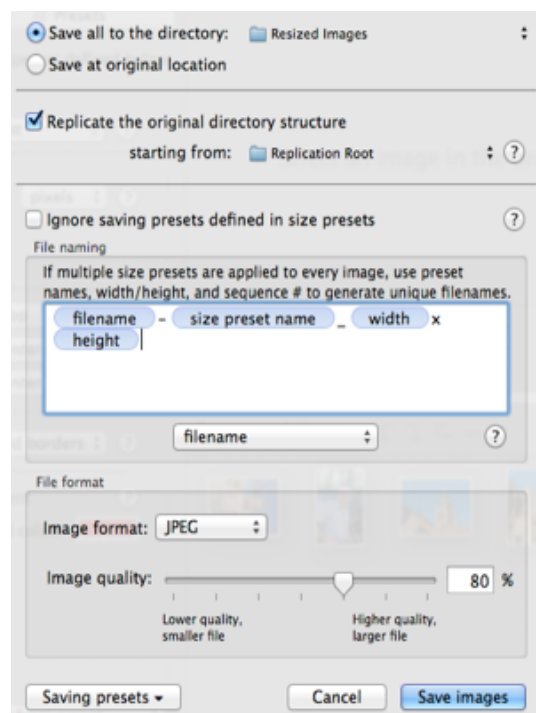 Save all to the directory: Resized Images
Save at original location
Replicate the original directory structure
starting from: Replication Root ?
Ignore saving presets defined in size presets ?
File naming
If multiple size presets are applied to every image, use preset
names, width/height, and sequence # to generate unique filenames.
filename - size preset name _ width x
height
filename ?
File format
Image format: JPEG
Image quality: 80 %
Lower quality, Higher quality,
smaller file larger file
Saving presets Cancel Save images